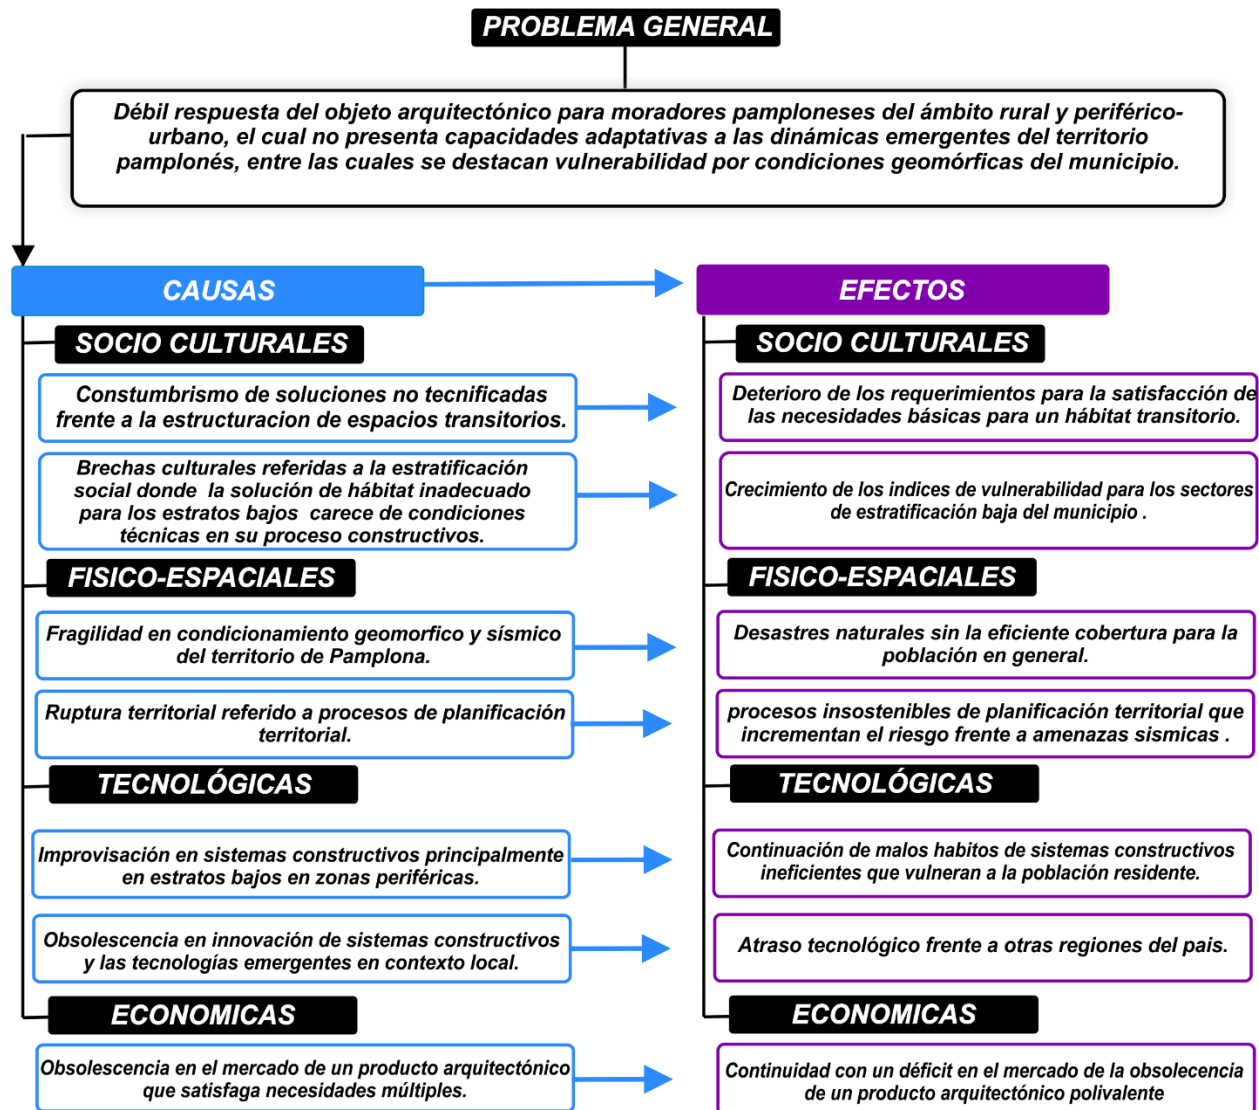 PROBLEMA GENERAL
Débil respuesta del objeto arquitectónico para moradores pamploneses del ámbito rural y periférico-
urbano, el cual no presenta capacidades adaptativas a las dinámicas emergentes del territorio
pamplonés, entre las cuales se destacan vulnerabilidad por condiciones geomórficas del municipio.
CAUSAS
SOCIO CULTURALES
Constumbrismo de soluciones no tecnificadas
frente a la estructuracion de espacios transitorios.
Brechas culturales referidas a la estratificación
social donde la solución de hábitat inadecuado
para los estratos bajos carece de condiciones
técnicas en su proceso constructivos.
FISICO-ESPACIALES
Fragilidad en condicionamiento geomorfico y sísmico
del territorio de Pamplona.
Ruptura territorial referido a procesos de planificación
territorial.
TECNOLÓGICAS
Improvisación en sistemas constructivos principalmente
en estratos bajos en zonas periféricas.
Obsolescencia en innovación de sistemas constructivos
y las tecnologías emergentes en contexto local.
ECONOMICAS
Obsolescencia en el mercado de un producto arquitectónico
que satisfaga necesidades múltiples.
EFECTOS
SOCIO CULTURALES
Deterioro de los requerimientos para la satisfacción de
las necesidades básicas para un hábitat transitorio.
Crecimiento de los indices de vulnerabilidad para los sectores
de estratificación baja del municipio .
FISICO-ESPACIALES
Desastres naturales sin la eficiente cobertura para la
población en general.
procesos insostenibles de planificación territorial que
incrementan el riesgo frente a amenazas sismicas .
TECNOLÓGICAS
Continuación de malos habitos de sistemas constructivos
ineficientes que vulneran a la población residente.
Atraso tecnológico frente a otras regiones del pais.
ECONOMICAS
Continuidad con un déficit en el mercado de la obsolecencia
de un producto arquitectónico polivalente